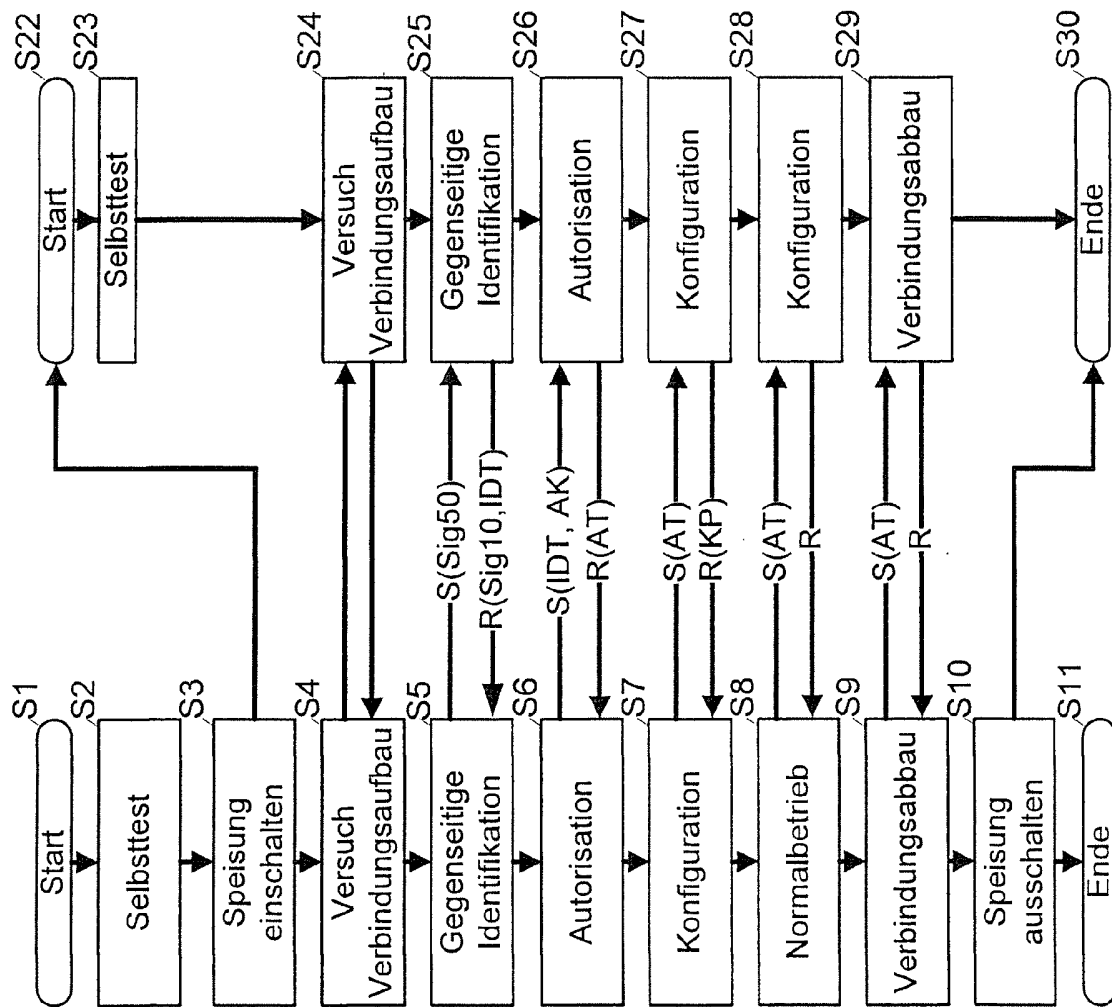 Start
S1
Selbsttest
S2
Speisung
einschalten
S3
Versuch
Verbindungsaufbau
S4
Gegenseitige
Identifikation
S5
Autorisation
S6
Konfiguration
S7
Normalbetrieb
S8
Verbindungsabbau
S9
Speisung
ausschalten
S10
Ende
S11
S(Sig50)
R(Sig10,IDT)
S(IDT, AK)
R(AT)
S(AT)
R(KP)
S(AT)
R
S(AT)
R
Start
S22
Selbsttest
S23
Versuch
Verbindungsaufbau
S24
Gegenseitige
Identifikation
S25
Autorisation
S26
Konfiguration
S27
Konfiguration
S28
Verbindungsabbau
S29
Ende
S30